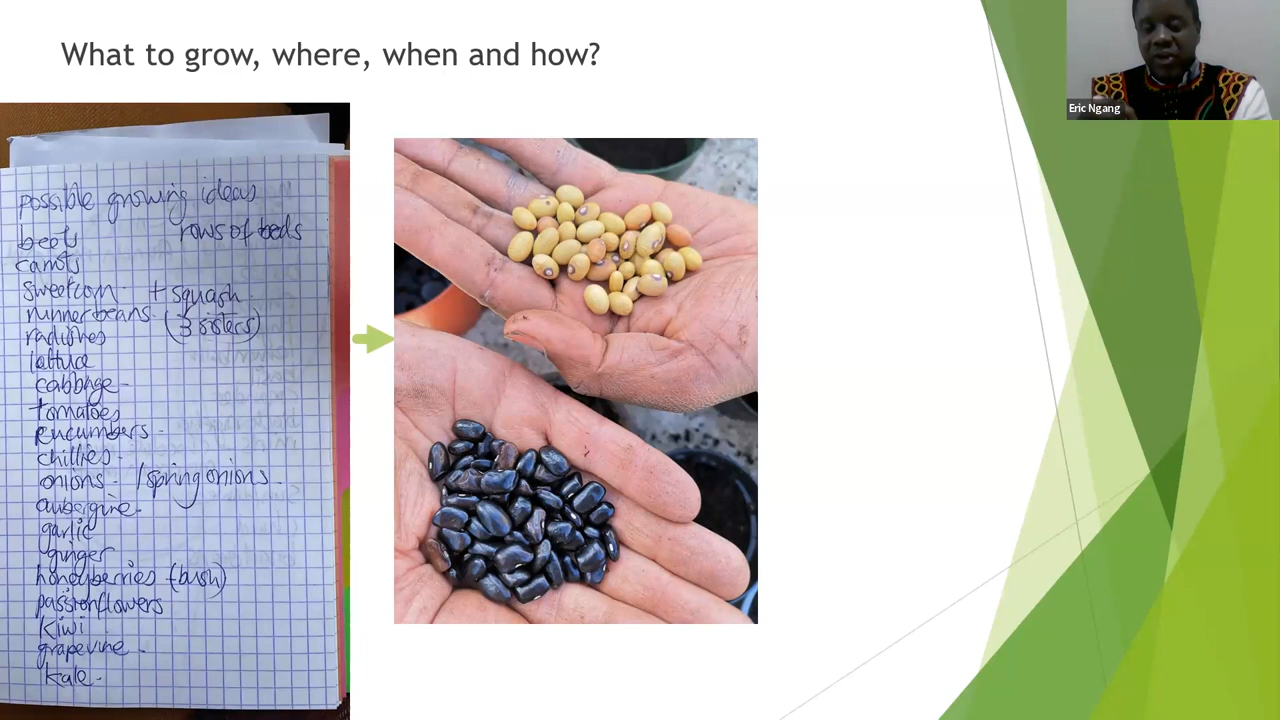 What to grow, where, when and how?
Eric Ngang
possible growing ideas
rows of beds
beets
carrots
sweetcorn - + squash
runnerbeans - (3 sisters)
radishes
lettuce
cabbage -
tomatoes
cucumbers -
chillies -
onions - / spring onions -
aubergine -
garlic
ginger
honeyberries (bush)
passionflowers
kiwi
grapevine -
kale -